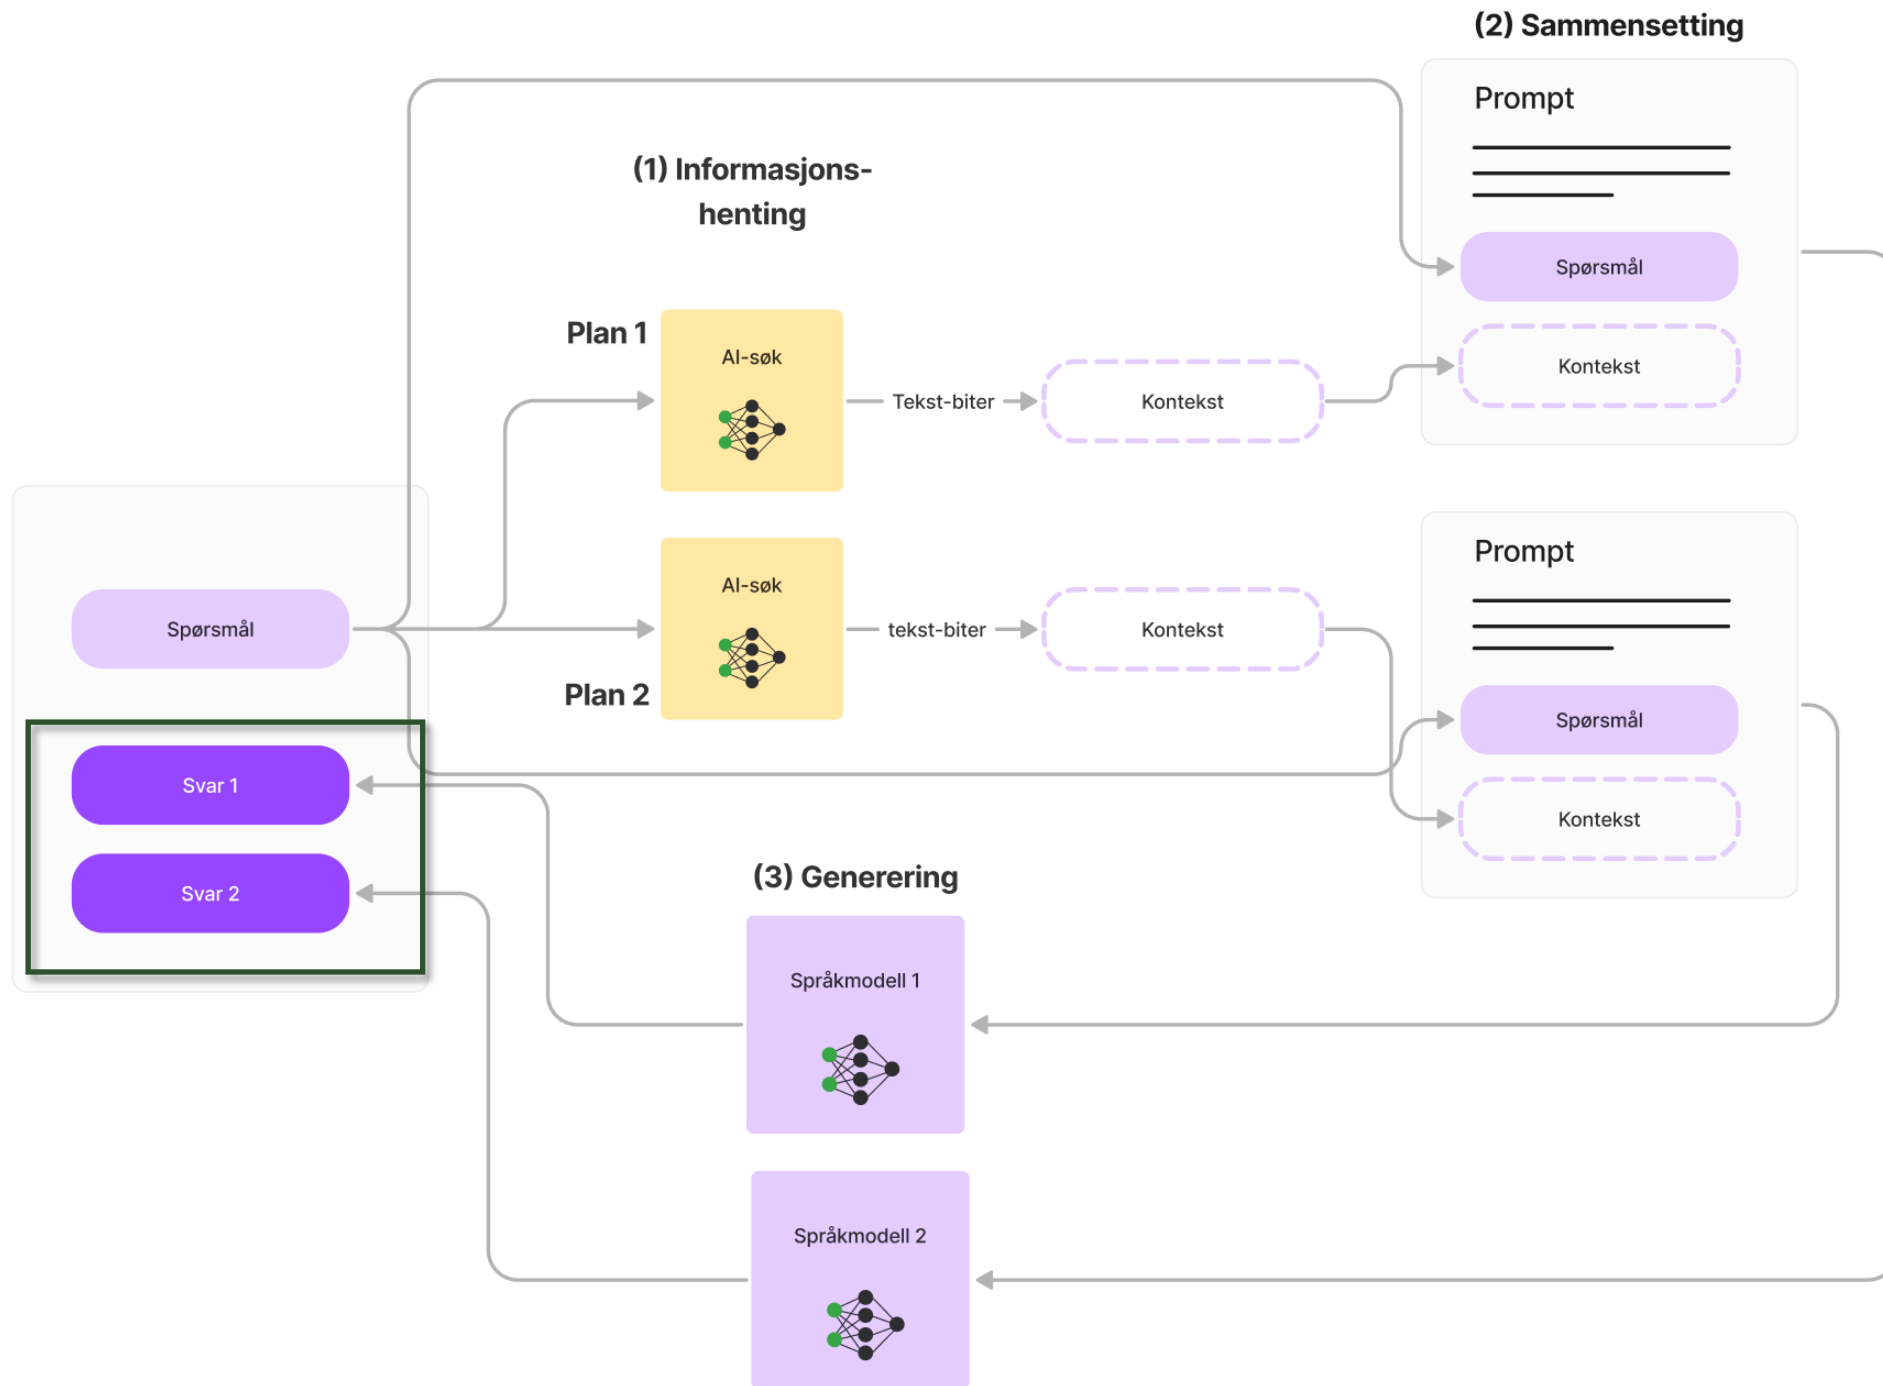 (2) Sammensetting
Prompt
(1) Informasjons-
henting
Spørsmål
Plan 1
AI-søk
Tekst-biter
Kontekst
Kontekst
Prompt
AI-søk
Spørsmål
tekst-biter
Kontekst
Plan 2
Spørsmål
Svar 1
Kontekst
Svar 2
(3) Generering
Språkmodell 1
Språkmodell 2